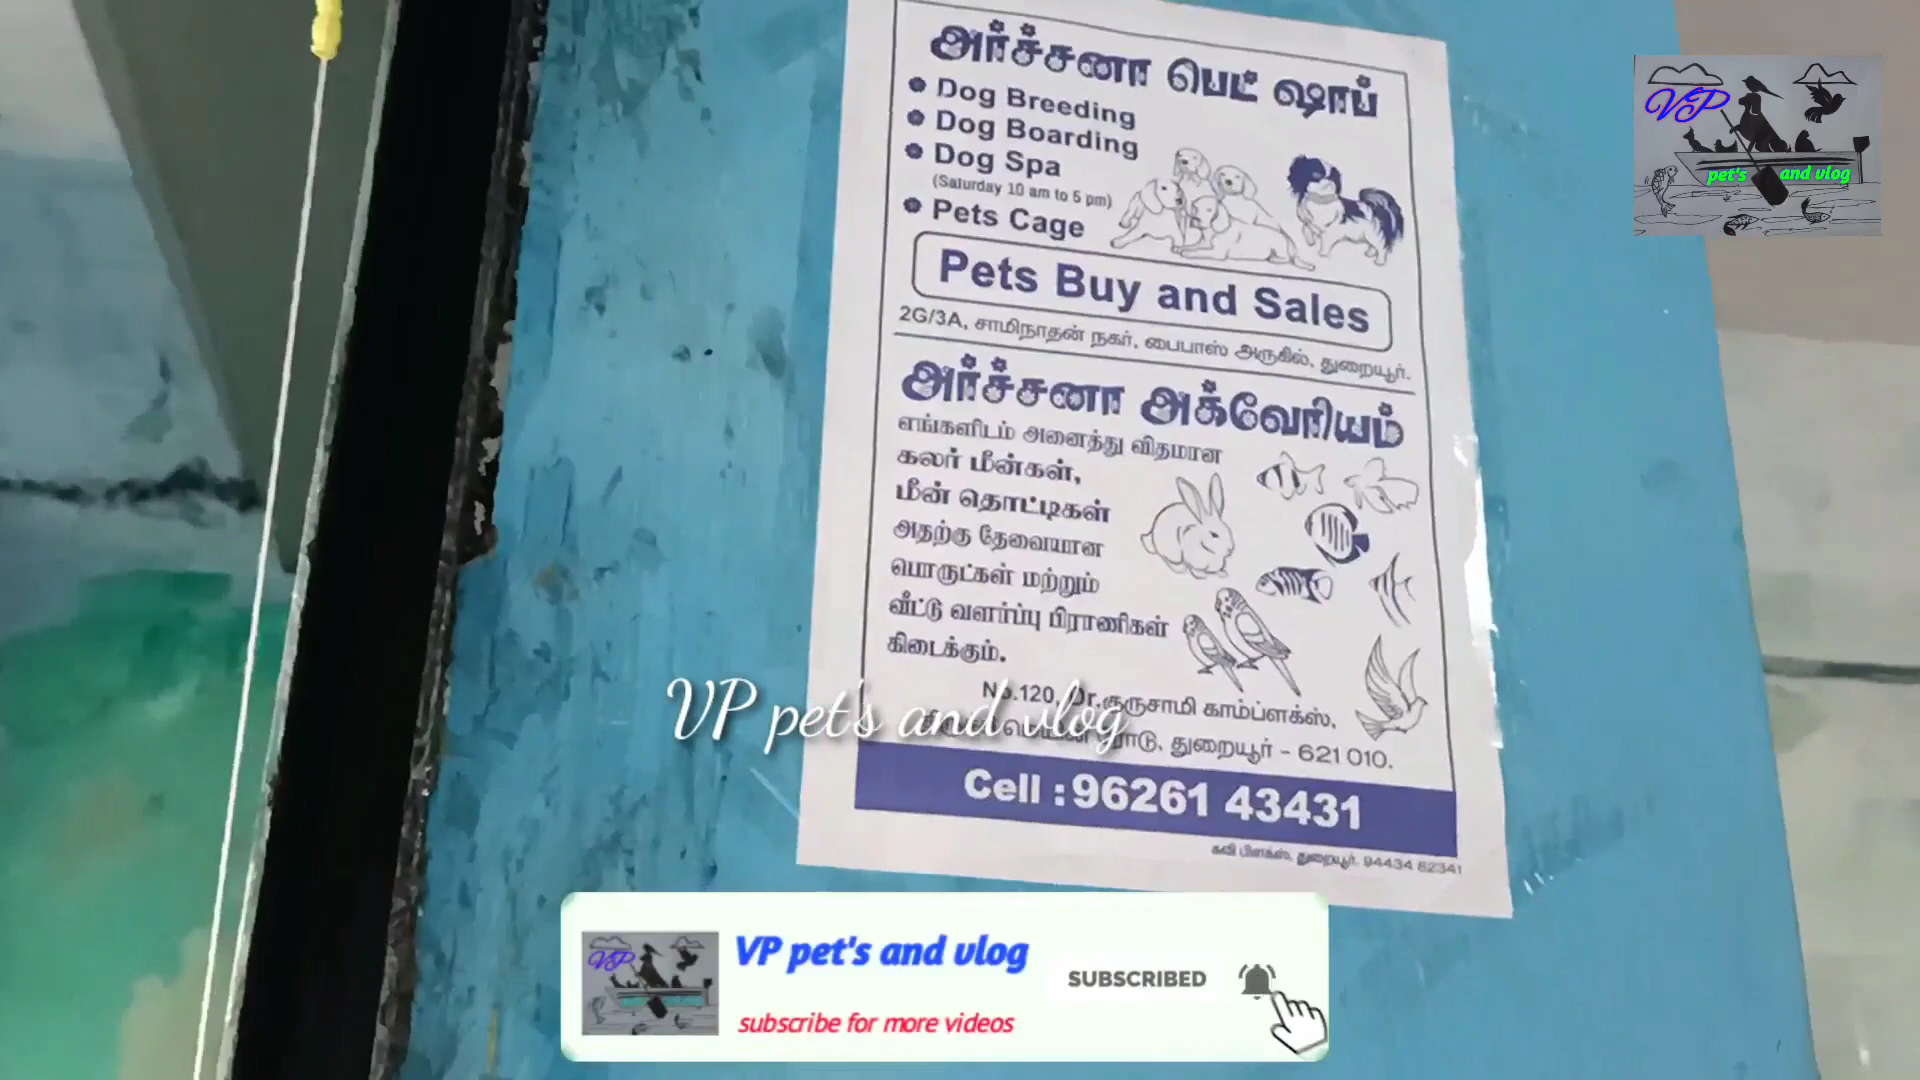 அர்ச்சனா பெட் ஷாப்
Dog Breeding
Dog Boarding
Dog Spa
(Saturday 10 am to 5 pm)
Pets Cage
Pets Buy and Sales
2G/3A, சாமிநாதன் நகர், பைபாஸ் அருகில், துறையூர்.
அர்ச்சனா அக்வேரியம்
எங்களிடம் அனைத்து விதமான
கலர் மீன்கள்,
மீன் தொட்டிகள்
அதற்கு தேவையான
பொருட்கள் மற்றும்
வீட்டு வளர்ப்பு பிராணிகள்
கிடைக்கும்.
No.120, Dr.குருசாமி காம்ப்ளக்ஸ்,
ரோடு, துறையூர் - 621 010.
Cell : 96261 43431
துறையூர். 94434 82341
VP pet's and vlog
VP
pet's and vlog
VP
VP pet's and vlog
subscribe for more videos
SUBSCRIBED